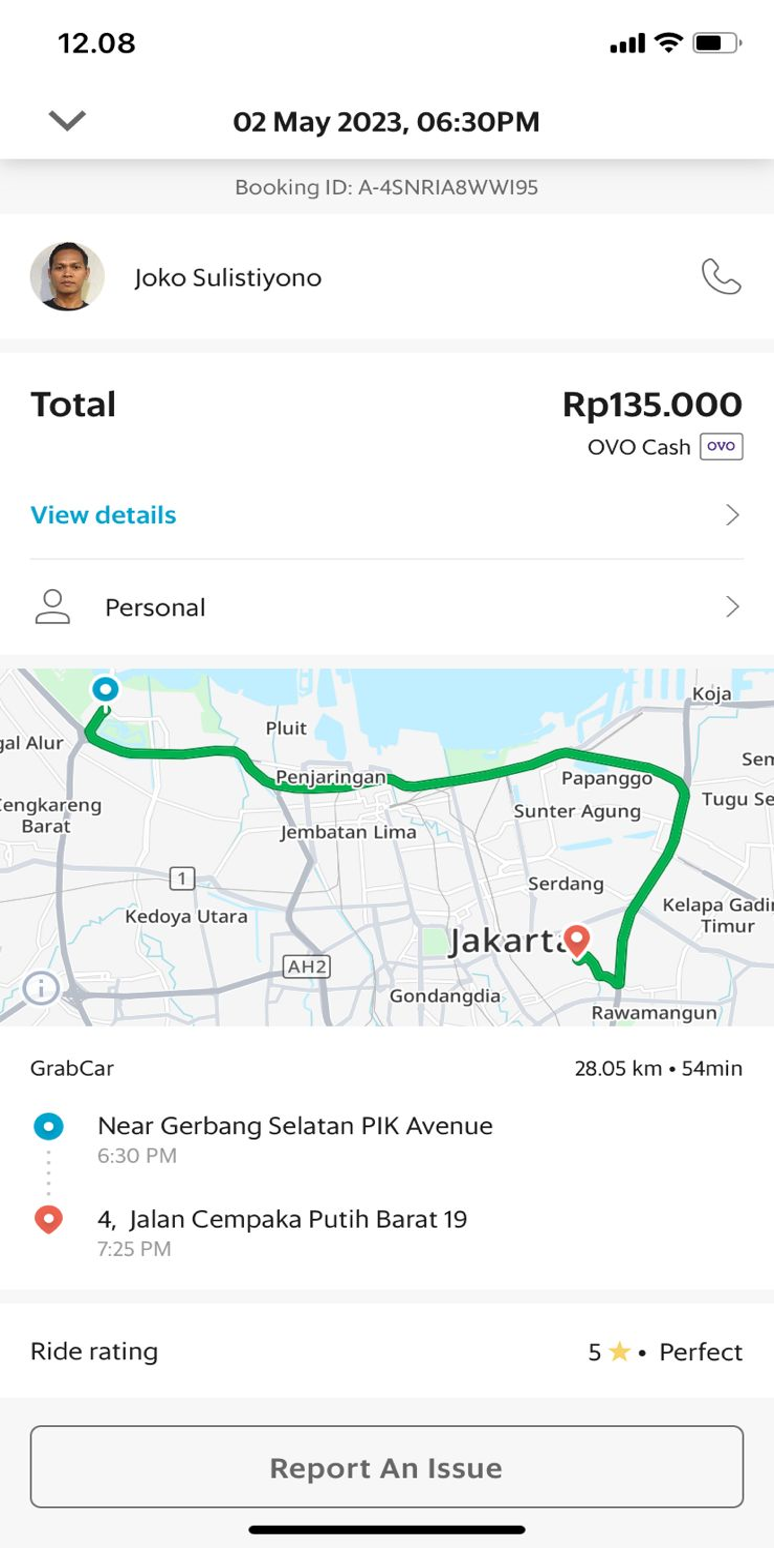 12.08
02 May 2023, 06:30PM
Booking ID: A-4SNRIA8WWI95
Joko Sulistiyono
Total
Rp135.000
OVO Cash OVO
View details
Personal
Koja
Pluit
gal Alur
Sem
Penjaringan
Papanggo
Tugu Se
Cengkareng
Barat
Sunter Agung
Jembatan Lima
1
Serdang
Kedoya Utara
Kelapa Gadin
Timur
Jakarta
AH2
Gondangdia
Rawamangun
GrabCar
28.05 km • 54min
Near Gerbang Selatan PIK Avenue
6:30 PM
4,  Jalan Cempaka Putih Barat 19
7:25 PM
Ride rating
5 ★ • Perfect
Report An Issue